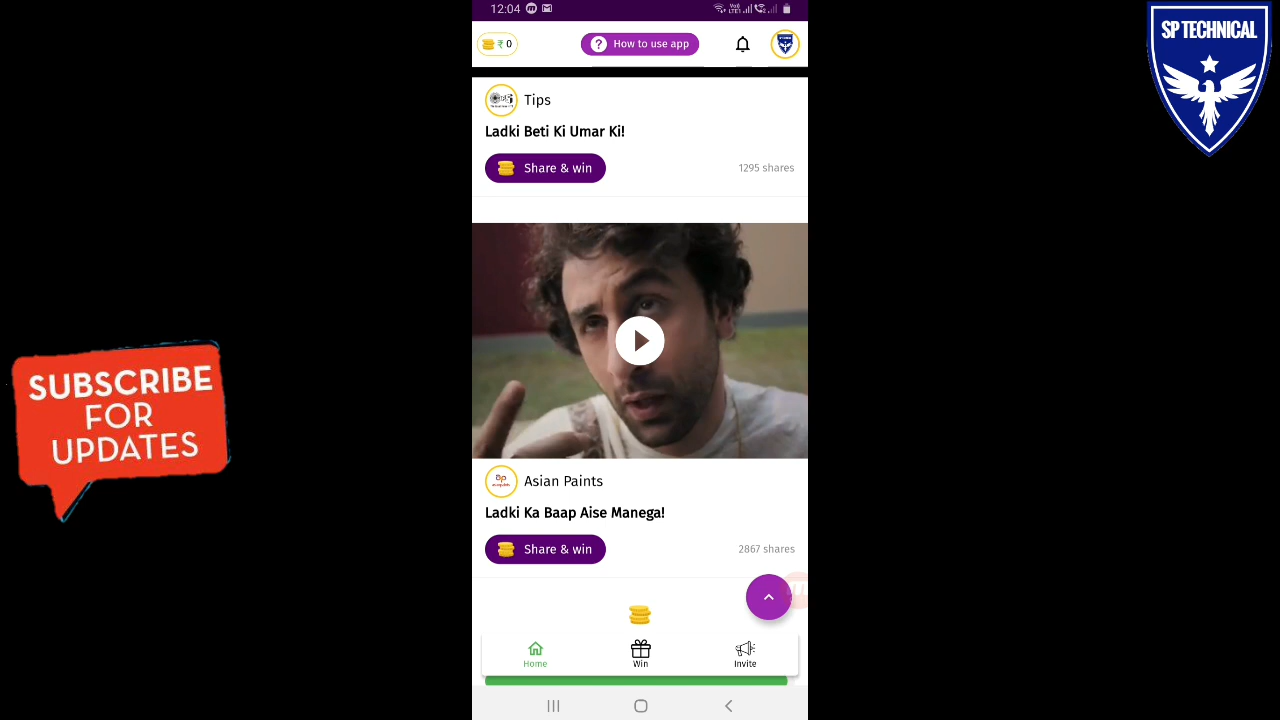 12:04
₹ 0
How to use app
SP TECHNICAL
Tips
Ladki Beti Ki Umar Ki!
Share & win
1295 shares
SUBSCRIBE
FOR
UPDATES
Asian Paints
Ladki Ka Baap Aise Manega!
Share & win
2867 shares
Home
Win
Invite